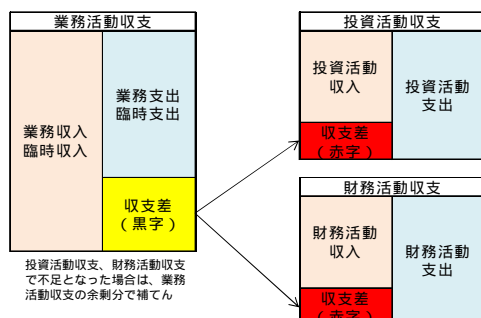 業務活動収支
業務収入
臨時収入
業務支出
臨時支出
収支差
（黒字）
投資活動収支、財務活動収支
で不足となった場合は、業務
活動収支の余剰分で補てん
投資活動収支
投資活動
収入
収支差
（赤字）
投資活動
支出
財務活動収支
財務活動
収入
収支差
（赤字）
財務活動
支出